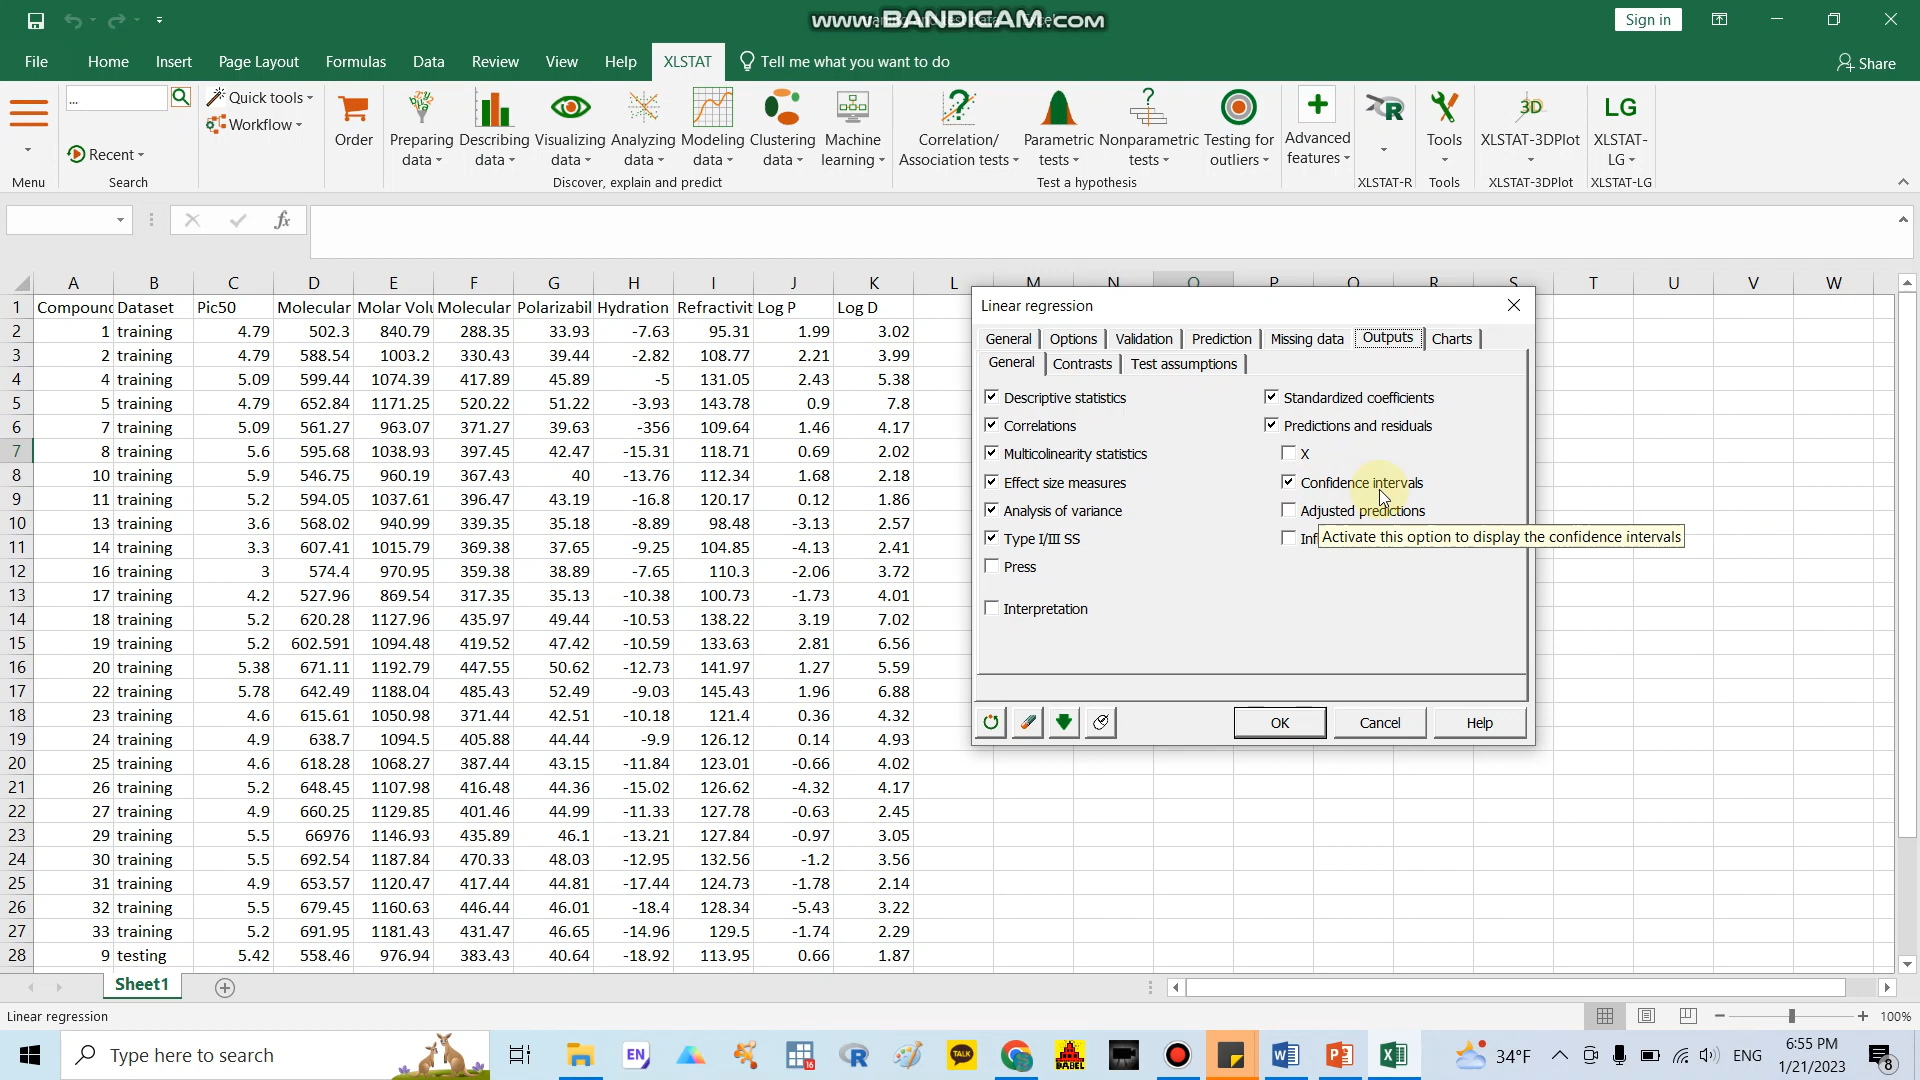 www.BANDICAM.COM
Sign in
File Home Insert Page Layout Formulas Data Review View Help XLSTAT Tell me what you want to do Share
...
Quick tools
Workflow
Recent
Order
Preparing data
Describing data
Visualizing data
Analyzing data
Modeling data
Clustering data
Machine learning
Correlation/ Association tests
Parametric tests
Nonparametric tests
Testing for outliers
Advanced features
R
Tools
3D
XLSTAT-3DPlot
LG
XLSTAT-LG
Menu Search Discover, explain and predict Test a hypothesis XLSTAT-R Tools XLSTAT-3DPlot XLSTAT-LG
fx
A B C D E F G H I J K L M N O P Q R S T U V W
1 Compound Dataset Pic50 Molecular Molar Volu Molecular Polarizabil Hydration Refractivit Log P Log D
2 1 training 4.79 502.3 840.79 288.35 33.93 -7.63 95.31 1.99 3.02
3 2 training 4.79 588.54 1003.2 330.43 39.44 -2.82 108.77 2.21 3.99
4 4 training 5.09 599.44 1074.39 417.89 45.89 -5 131.05 2.43 5.38
5 5 training 4.79 652.84 1171.25 520.22 51.22 -3.93 143.78 0.9 7.8
6 7 training 5.09 561.27 963.07 371.27 39.63 -356 109.64 1.46 4.17
7 8 training 5.6 595.68 1038.93 397.45 42.47 -15.31 118.71 0.69 2.02
8 10 training 5.9 546.75 960.19 367.43 40 -13.76 112.34 1.68 2.18
9 11 training 5.2 594.05 1037.61 396.47 43.19 -16.8 120.17 0.12 1.86
10 13 training 3.6 568.02 940.99 339.35 35.18 -8.89 98.48 -3.13 2.57
11 14 training 3.3 607.41 1015.79 369.38 37.65 -9.25 104.85 -4.13 2.41
12 16 training 3 574.4 970.95 359.38 38.89 -7.65 110.3 -2.06 3.72
13 17 training 4.2 527.96 869.54 317.35 35.13 -10.38 100.73 -1.73 4.01
14 18 training 5.2 620.28 1127.96 435.97 49.44 -10.53 138.22 3.19 7.02
15 19 training 5.2 602.591 1094.48 419.52 47.42 -10.59 133.63 2.81 6.56
16 20 training 5.38 671.11 1192.79 447.55 50.62 -12.73 141.97 1.27 5.59
17 22 training 5.78 642.49 1188.04 485.43 52.49 -9.03 145.43 1.96 6.88
18 23 training 4.6 615.61 1050.98 371.44 42.51 -10.18 121.4 0.36 4.32
19 24 training 4.9 638.7 1094.5 405.88 44.44 -9.9 126.12 0.14 4.93
20 25 training 4.6 618.28 1068.27 387.44 43.15 -11.84 123.01 -0.66 4.02
21 26 training 5.2 648.45 1107.98 416.48 44.36 -15.02 126.62 -4.32 4.17
22 27 training 4.9 660.25 1129.85 401.46 44.99 -11.33 127.78 -0.63 2.45
23 29 training 5.5 66976 1146.93 435.89 46.1 -13.21 127.84 -0.97 3.05
24 30 training 5.5 692.54 1187.84 470.33 48.03 -12.95 132.56 -1.2 3.56
25 31 training 4.9 653.57 1120.47 417.44 44.81 -17.44 124.73 -1.78 2.14
26 32 training 5.5 679.45 1160.63 446.44 46.01 -18.4 128.34 -5.43 3.22
27 33 training 5.2 691.95 1181.43 431.47 46.65 -14.96 129.5 -1.74 2.29
28 9 testing 5.42 558.46 976.94 383.43 40.64 -18.92 113.95 0.66 1.87
Linear regression
General Options Validation Prediction Missing data Outputs Charts
General Contrasts Test assumptions
Descriptive statistics Standardized coefficients
Correlations Predictions and residuals
Multicolinearity statistics X
Effect size measures Confidence intervals
Analysis of variance Adjusted predictions
Type I/III SS Inf
Activate this option to display the confidence intervals
Press
Interpretation
OK Cancel Help
Sheet1
Linear regression 100%
Type here to search
EN
16
R
TALK
BABEL
W
P
X
34°F
ENG
6:55 PM
1/21/2023
8